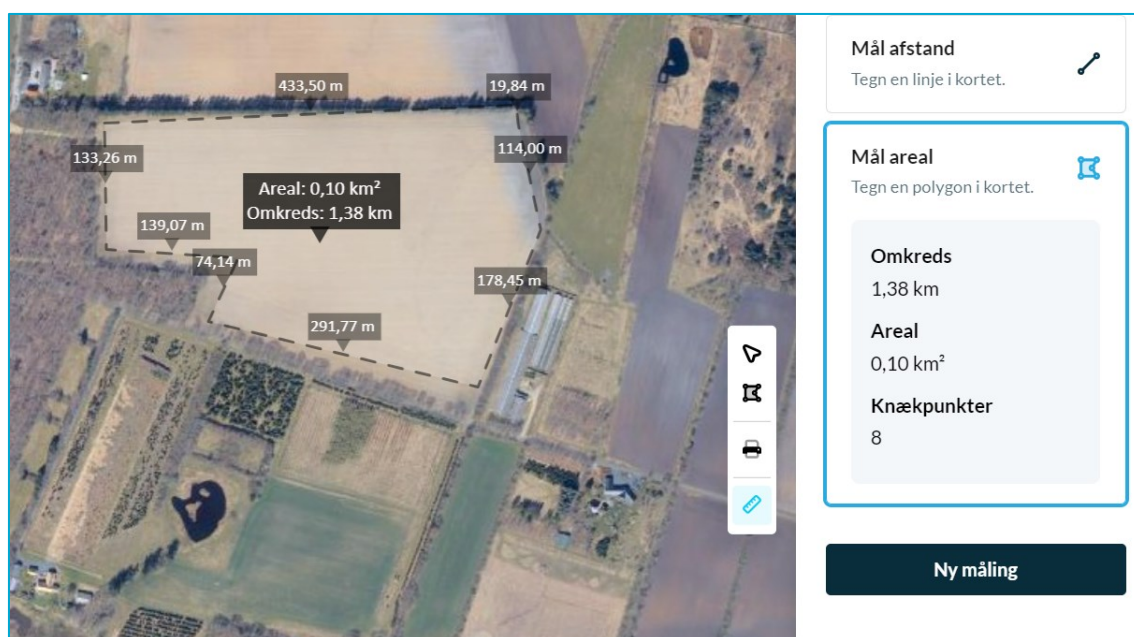 433,50 m
19,84 m
133,26 m
114,00 m
Areal: 0,10 km²
Omkreds: 1,38 km
139,07 m
74,14 m
178,45 m
291,77 m
Mål afstand
Tegn en linje i kortet.
Mål areal
Tegn en polygon i kortet.
Omkreds
1,38 km
Areal
0,10 km²
Knækpunkter
8
Ny måling